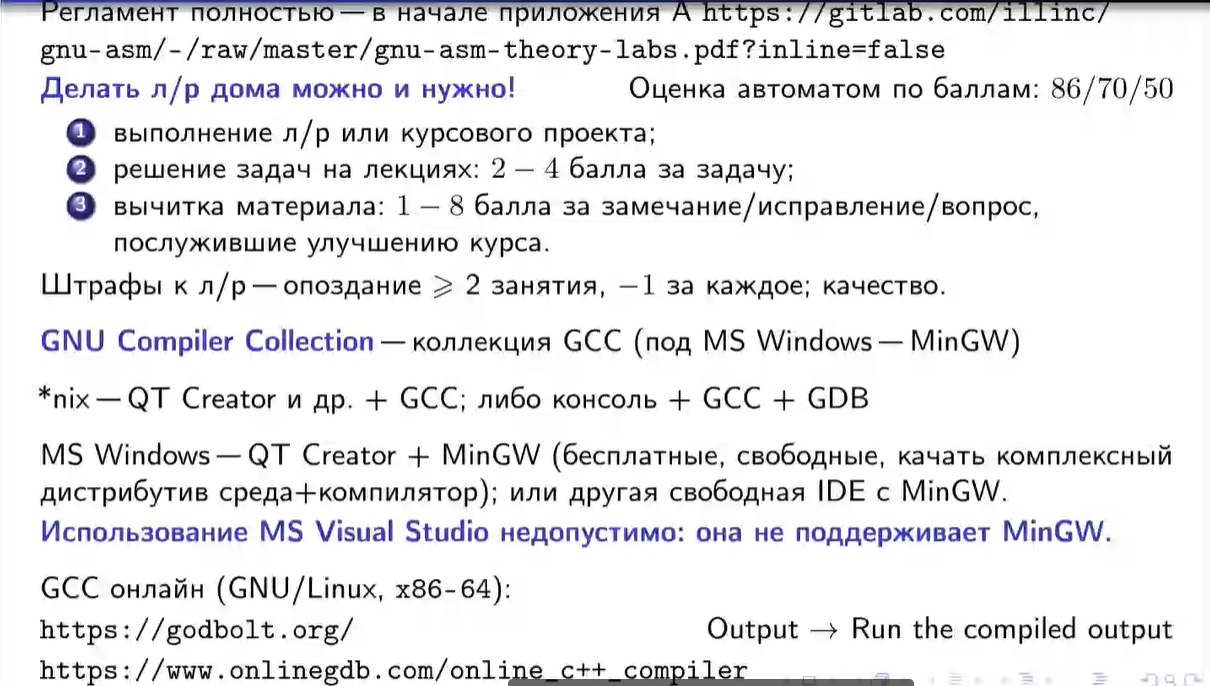 Регламент полностью — в начале приложения А https://gitlab.com/illinc/
gnu-asm/-/raw/master/gnu-asm-theory-labs.pdf?inline=false
Делать л/р дома можно и нужно! Оценка автоматом по баллам: 86/70/50
1 выполнение л/р или курсового проекта;
2 решение задач на лекциях: 2 – 4 балла за задачу;
3 вычитка материала: 1 – 8 балла за замечание/исправление/вопрос,
послужившие улучшению курса.
Штрафы к л/р — опоздание ⩾ 2 занятия, −1 за каждое; качество.
GNU Compiler Collection — коллекция GCC (под MS Windows — MinGW)
*nix — QT Creator и др. + GCC; либо консоль + GCC + GDB
MS Windows — QT Creator + MinGW (бесплатные, свободные, качать комплексный
дистрибутив среда+компилятор); или другая свободная IDE с MinGW.
Использование MS Visual Studio недопустимо: она не поддерживает MinGW.
GCC онлайн (GNU/Linux, x86-64):
https://godbolt.org/ Output → Run the compiled output
https://www.onlinegdb.com/online_c++_compiler